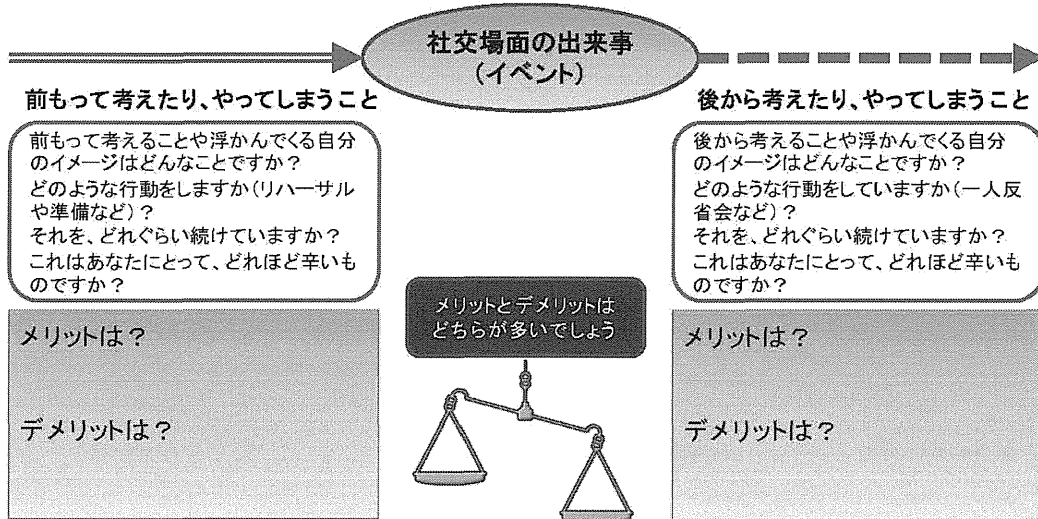 社交場面の出来事
(イベント)
前もって考えたり、やってしまうこと
前もって考えることや浮かんでくる自分
のイメージはどんなことですか?
どのような行動をしますか(リハーサル
や準備など)?
それを、どれぐらい続けていますか?
これはあなたにとって、どれほど辛いも
のですか?
メリットは?
デメリットは?
メリットとデメリットは
どちらが多いでしょう
後から考えたり、やってしまうこと
後から考えることや浮かんでくる自分
のイメージはどんなことですか?
どのような行動をしていますか(一人反
省会など)?
それを、どれぐらい続けていますか?
これはあなたにとって、どれほど辛いも
のですか?
メリットは?
デメリットは?